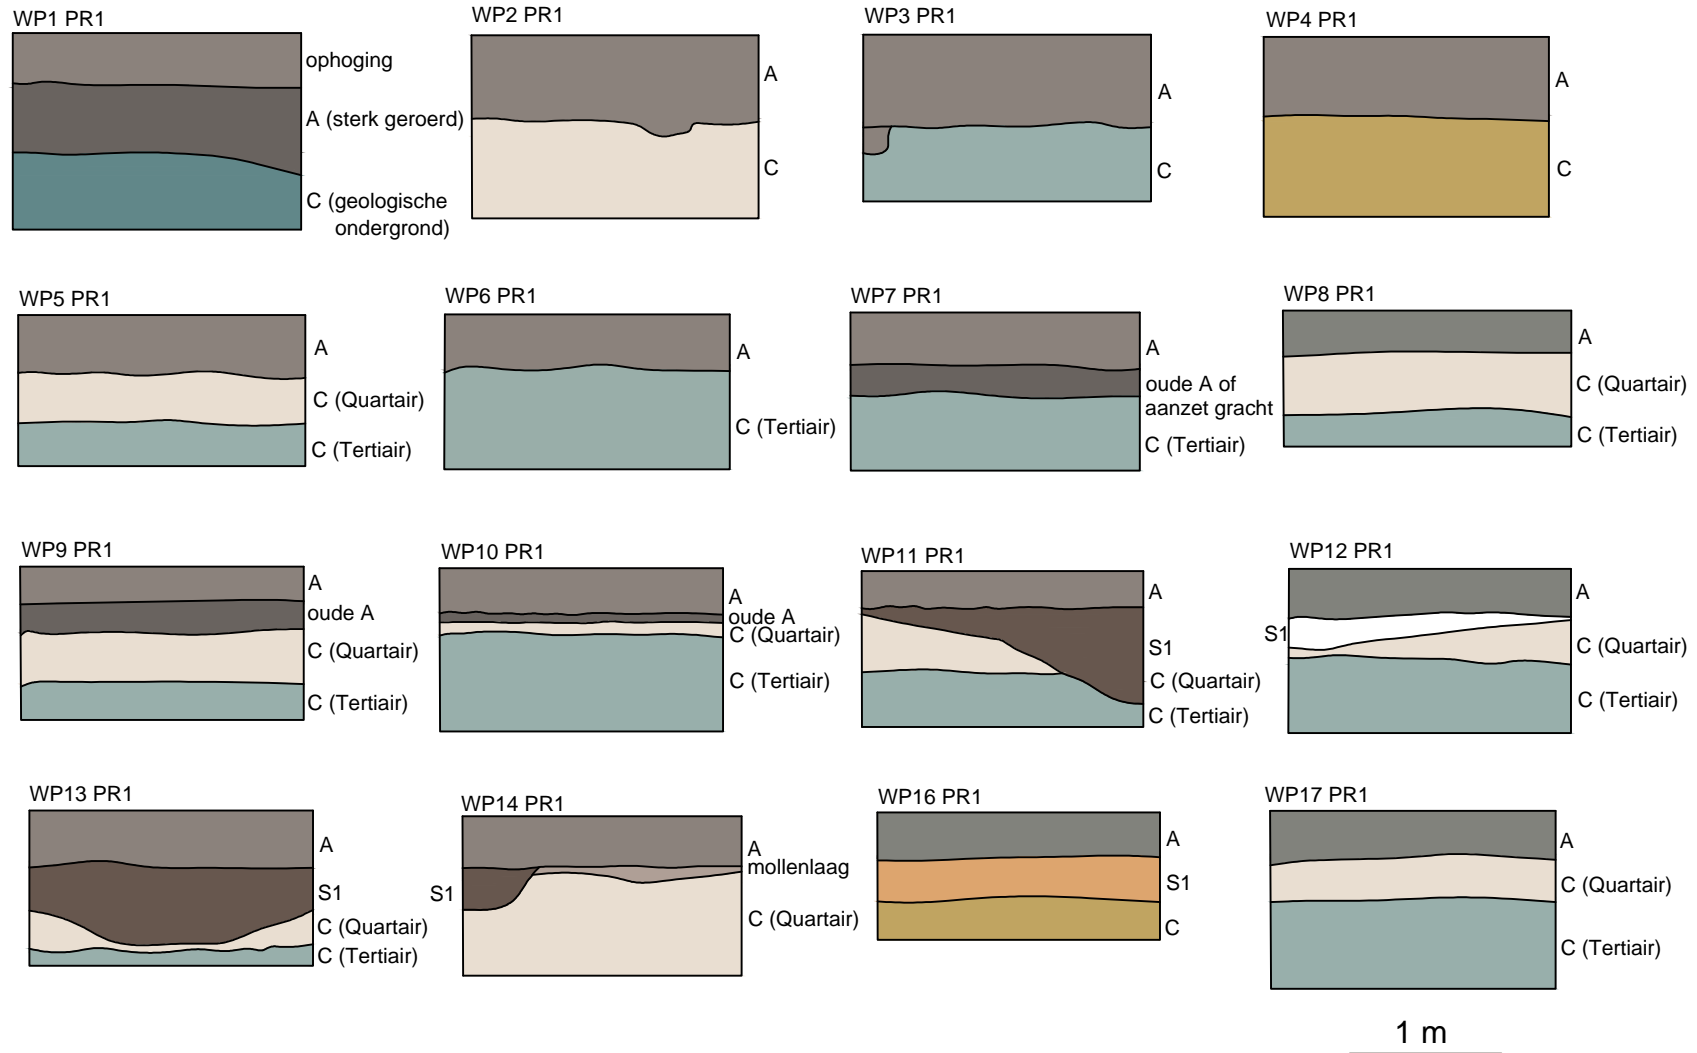 WP1 PR1
ophoging
A (sterk geroerd)
C (geologische
ondergrond)
WP2 PR1
A
C
WP3 PR1
A
C
WP4 PR1
A
C
WP5 PR1
A
C (Quartair)
C (Tertiair)
WP6 PR1
A
C (Tertiair)
WP7 PR1
A
oude A of
aanzet gracht
C (Tertiair)
WP8 PR1
A
C (Quartair)
C (Tertiair)
WP9 PR1
A
oude A
C (Quartair)
C (Tertiair)
WP10 PR1
A
oude A
C (Quartair)
C (Tertiair)
WP11 PR1
A
S1
C (Quartair)
C (Tertiair)
WP12 PR1
A
S1
C (Quartair)
C (Tertiair)
WP13 PR1
A
S1
C (Quartair)
C (Tertiair)
WP14 PR1
A
mollenlaag
S1
C (Quartair)
WP16 PR1
A
S1
C
WP17 PR1
A
C (Quartair)
C (Tertiair)
1 m